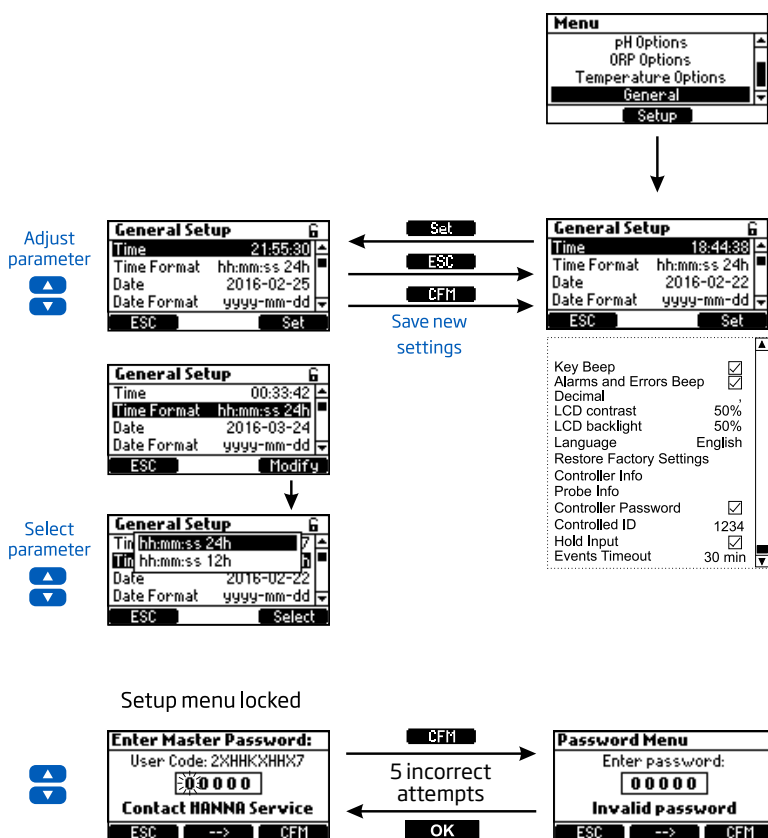 Menu
pH Options
ORP Options
Temperature Options
General
Setup
Adjust
parameter
General Setup
Time 21:55:30
Time Format hh:mm:ss 24h
Date 2016-02-25
Date Format yyyy-mm-dd
ESC Set
Set
ESC
CFM
Save new
settings
General Setup
Time 18:44:38
Time Format hh:mm:ss 24h
Date 2016-02-22
Date Format yyyy-mm-dd
ESC Set
Key Beep
Alarms and Errors Beep
Decimal ,
LCD contrast 50%
LCD backlight 50%
Language English
Restore Factory Settings
Controller Info
Probe Info
Controller Password
Controlled ID 1234
Hold Input
Events Timeout 30 min
General Setup
Time 00:33:42
Time Format hh:mm:ss 24h
Date 2016-03-24
Date Format yyyy-mm-dd
ESC Modify
Select
parameter
General Setup
Tim hh:mm:ss 24h 7
Tim hh:mm:ss 12h h
Date 2016-02-22
Date Format yyyy-mm-dd
ESC Select
Setup menu locked
Enter Master Password:
User Code: 2XHHKXHHX7
00000
Contact HANNA Service
ESC --> CFM
CFM
5 incorrect
attempts
OK
Password Menu
Enter password:
00000
Invalid password
ESC --> CFM